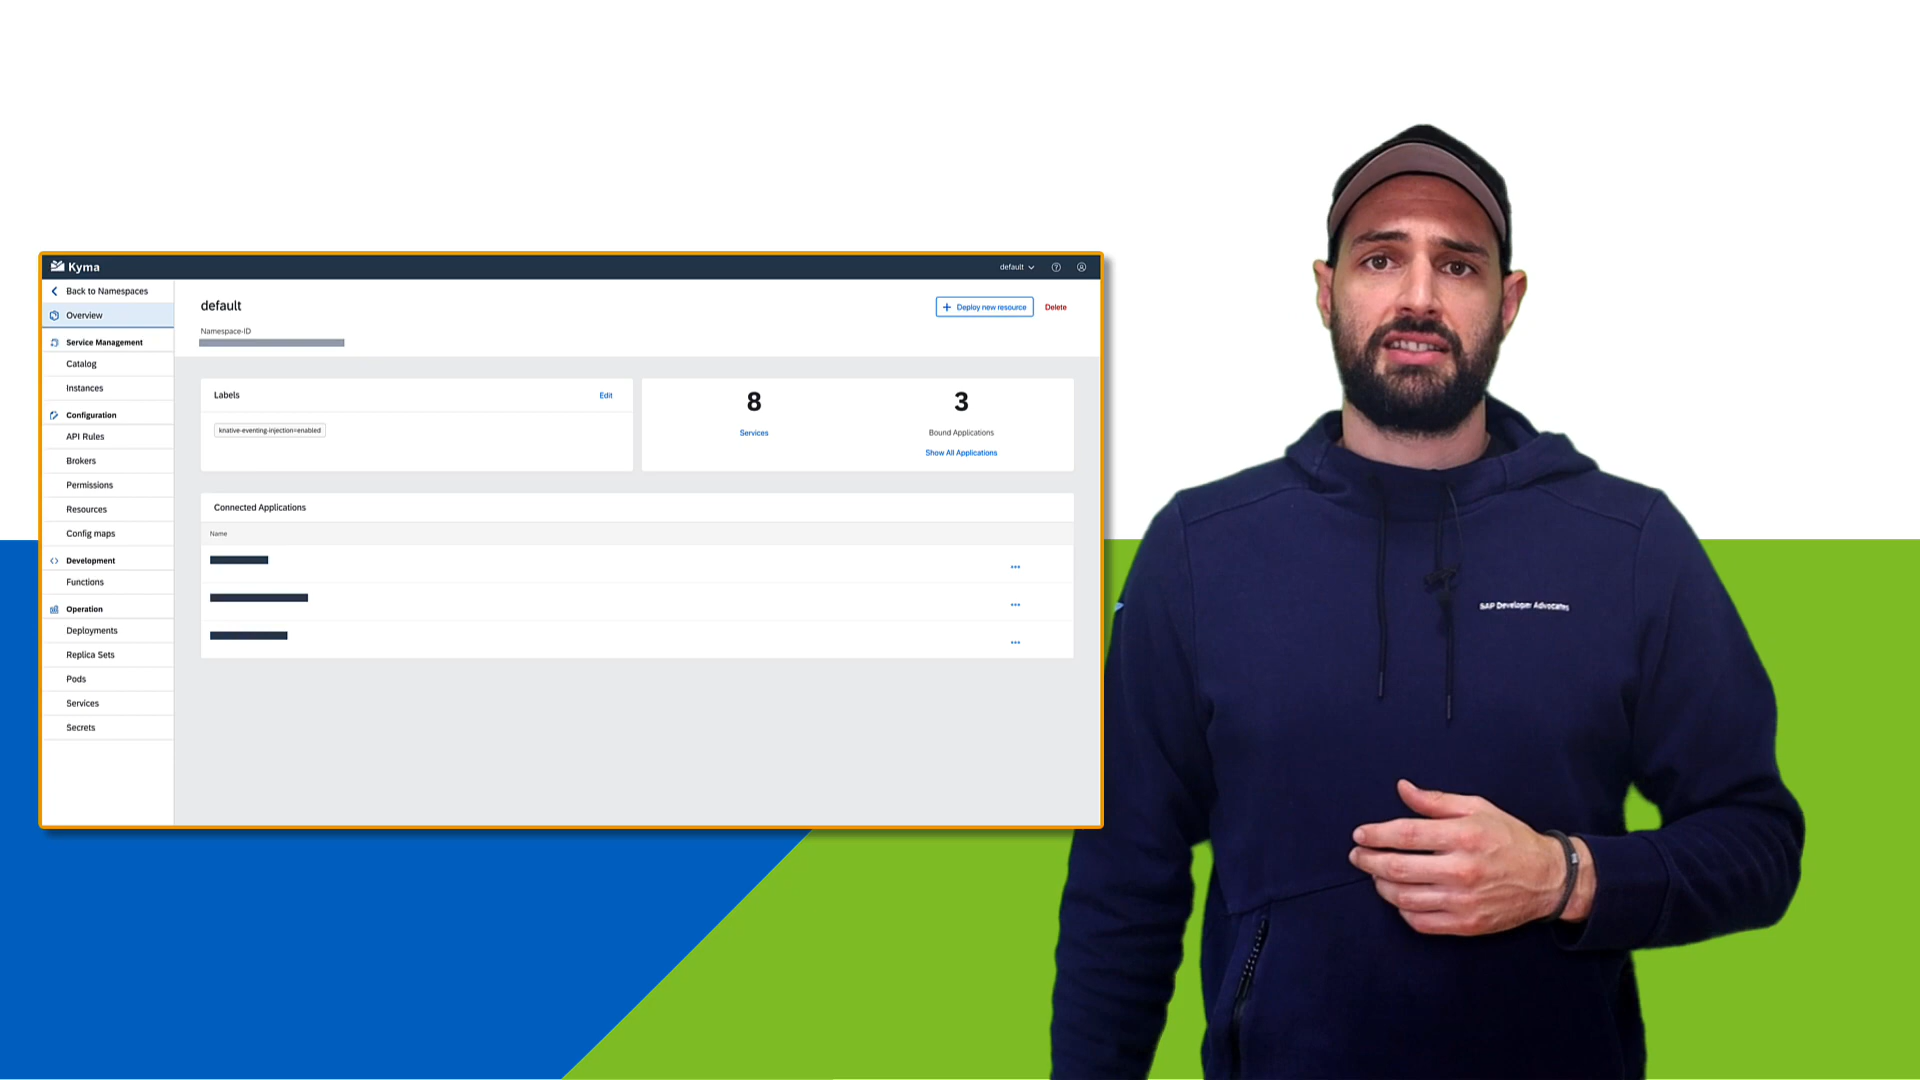 Kyma
default
Back to Namespaces
Overview
Service Management
Catalog
Instances
Configuration
API Rules
Brokers
Permissions
Resources
Config maps
Development
Functions
Operation
Deployments
Replica Sets
Pods
Services
Secrets
default
+ Deploy new resource
Delete
Namespace-ID
Labels
Edit
knative-eventing-injection=enabled
8
Services
3
Bound Applications
Show All Applications
Connected Applications
Name
SAP Developer Advocates